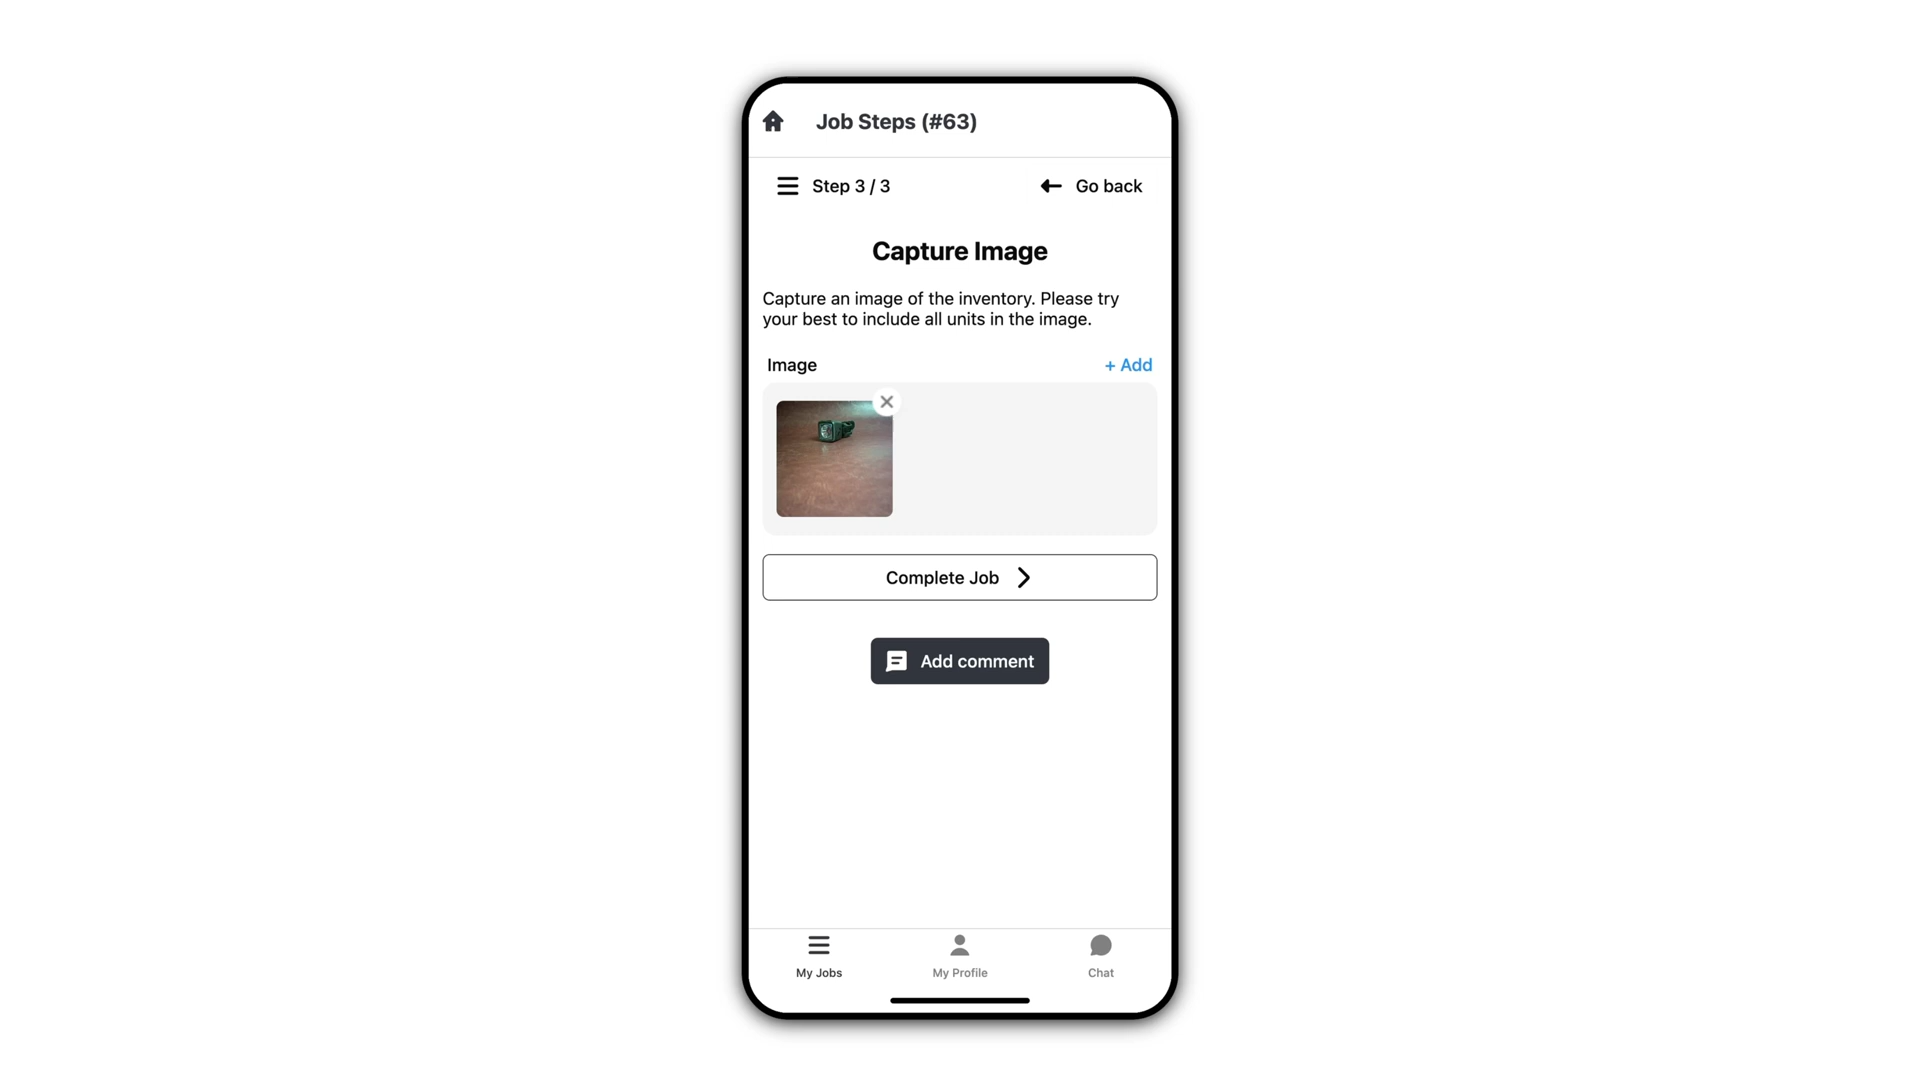 Job Steps (#63)
Step 3 / 3
Go back
Capture Image
Capture an image of the inventory. Please try
your best to include all units in the image.
Image
+ Add
Complete Job
Add comment
My Jobs
My Profile
Chat